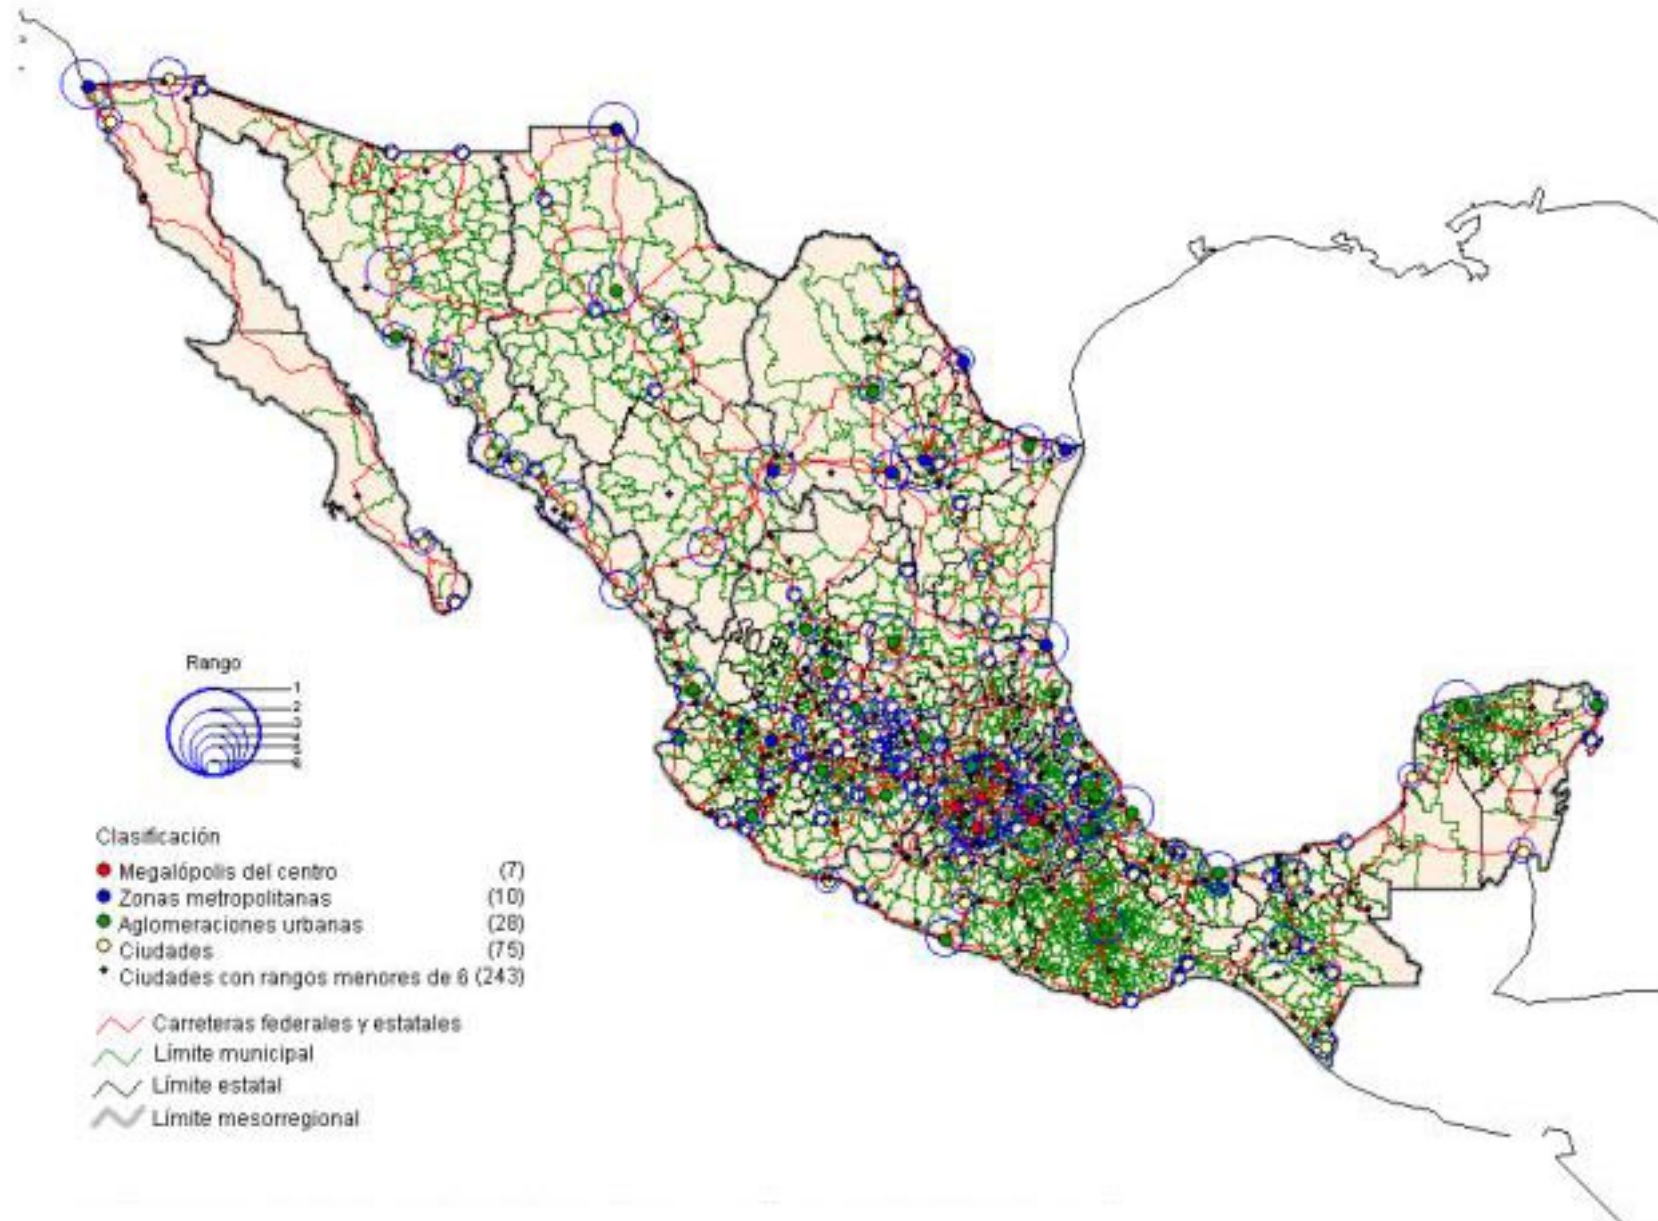 Rango
1
2
3
4
5
6
Clasificación
Megalópolis del centro (7)
Zonas metropolitanas (10)
Aglomeraciones urbanas (28)
Ciudades (75)
Ciudades con rangos menores de 6 (243)
Carreteras federales y estatales
Límite municipal
Límite estatal
Límite mesorregional